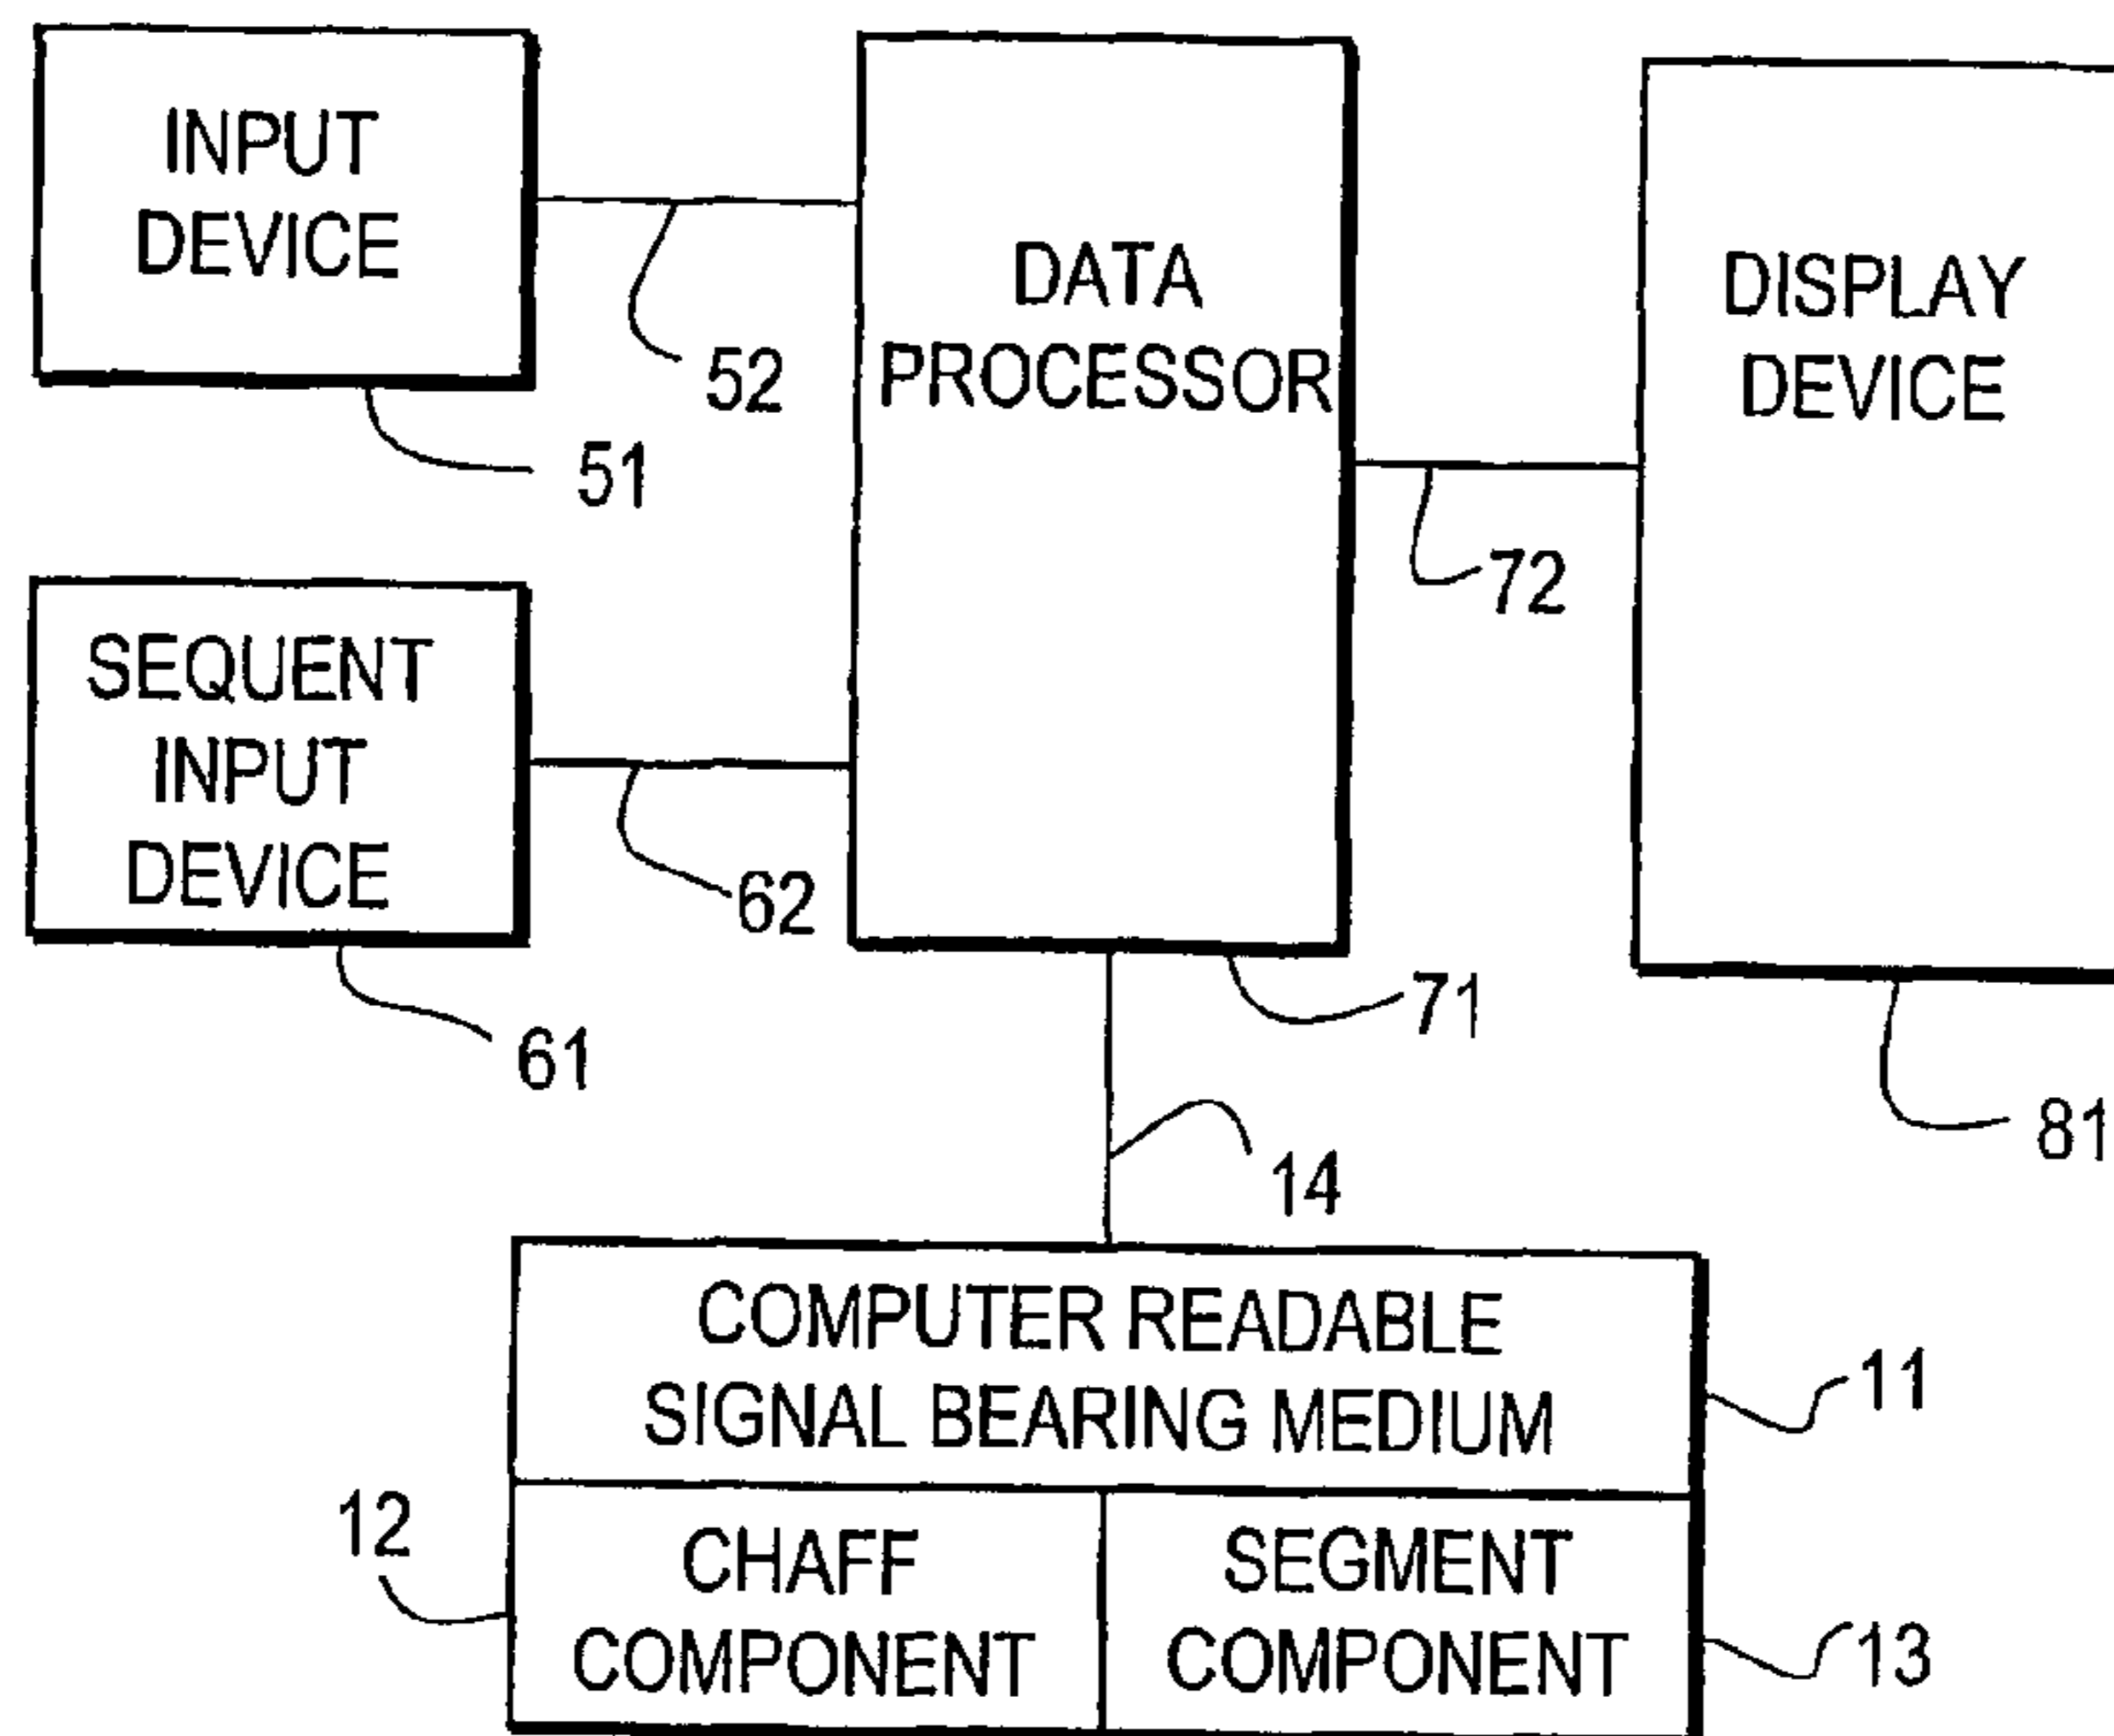 INPUT
DEVICE
52
51
DATA
PROCESSOR
DISPLAY
DEVICE
72
SEQUENT
INPUT
DEVICE
62
61
71
81
14
COMPUTER READABLE
SIGNAL BEARING MEDIUM
11
12
CHAFF
COMPONENT
SEGMENT
COMPONENT
13